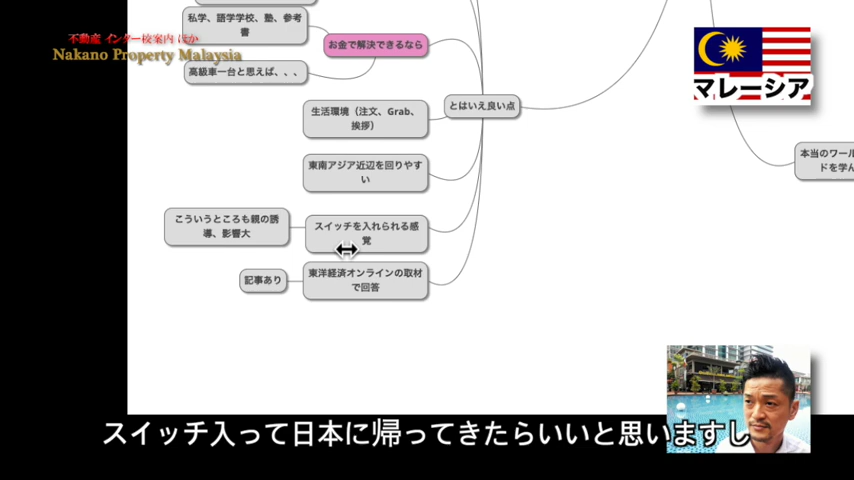 私学、語学学校、塾、参考
書
不動産 インター校案内 ほか
Nakano Property Malaysia
お金で解決できるなら
高級車一台と思えば、、、
マレーシア
とはいえ良い点
生活環境（注文、Grab、
挨拶）
本当のワール
ドを学ん
東南アジア近辺を回りやす
い
こういうところも親の誘
導、影響大
スイッチを入れられる感
覚
記事あり
東洋経済オンラインの取材
で回答
スイッチ入って日本に帰ってきたらいいと思いますし